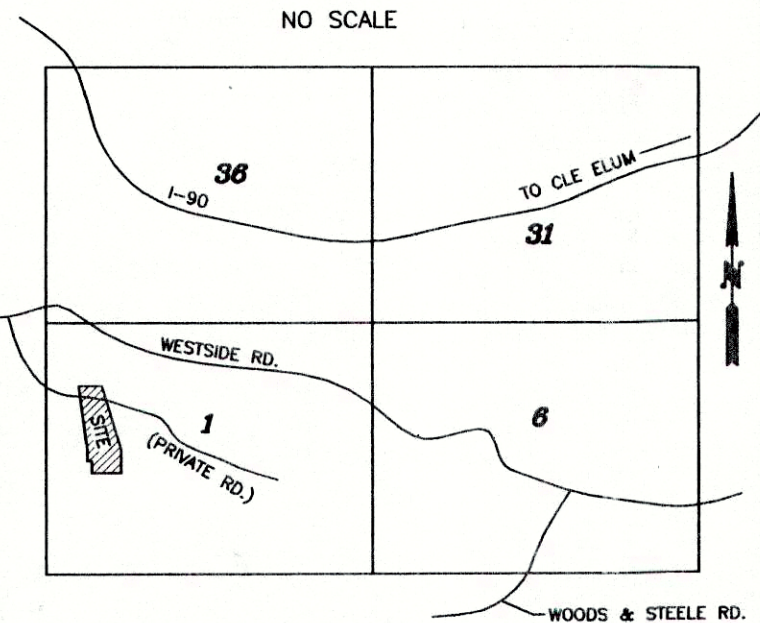 NO SCALE
36
I-90
TO CLE ELUM
31
N
WESTSIDE RD.
SITE
1
(PRIVATE RD.)
6
WOODS & STEELE RD.